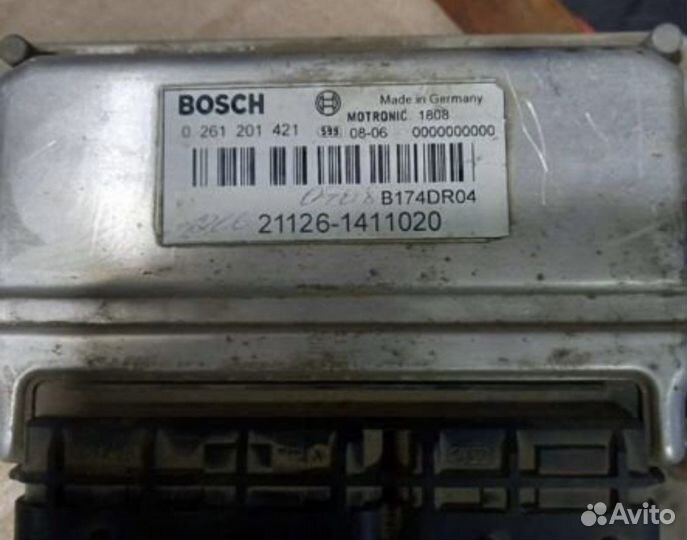 BOSCH
Made in Germany
MOTRONIC 1808
0 261 201 421 08-06 0000000000
B174DR04
21126-1411020
Avito